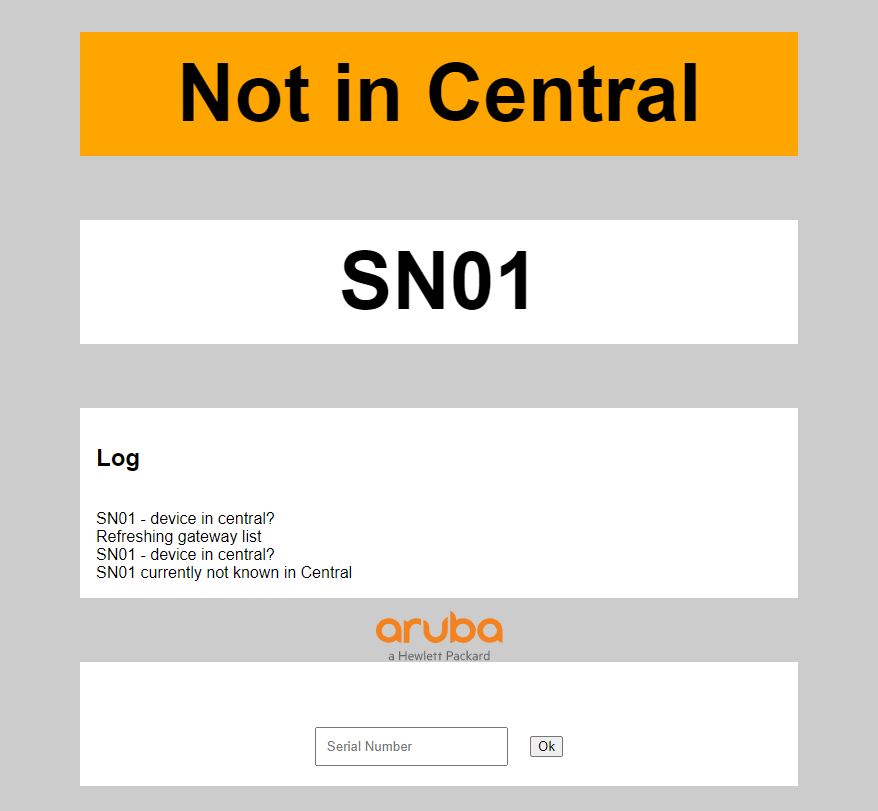 Not in Central
SN01
Log
SN01 - device in central?
Refreshing gateway list
SN01 - device in central?
SN01 currently not known in Central
aruba
a Hewlett Packard
Serial Number
Ok